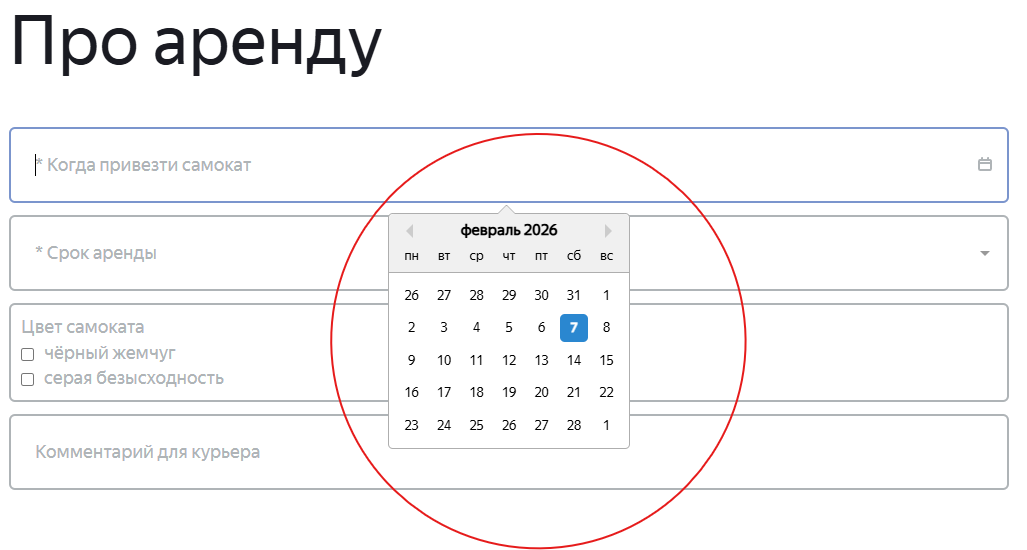 Про аренду
* Когда привезти самокат
февраль 2026
пн вт ср чт пт сб вс
26 27 28 29 30 31 1
2 3 4 5 6 7 8
9 10 11 12 13 14 15
16 17 18 19 20 21 22
23 24 25 26 27 28 1
* Срок аренды
Цвет самоката
чёрный жемчуг
серая безысходность
Комментарий для курьера